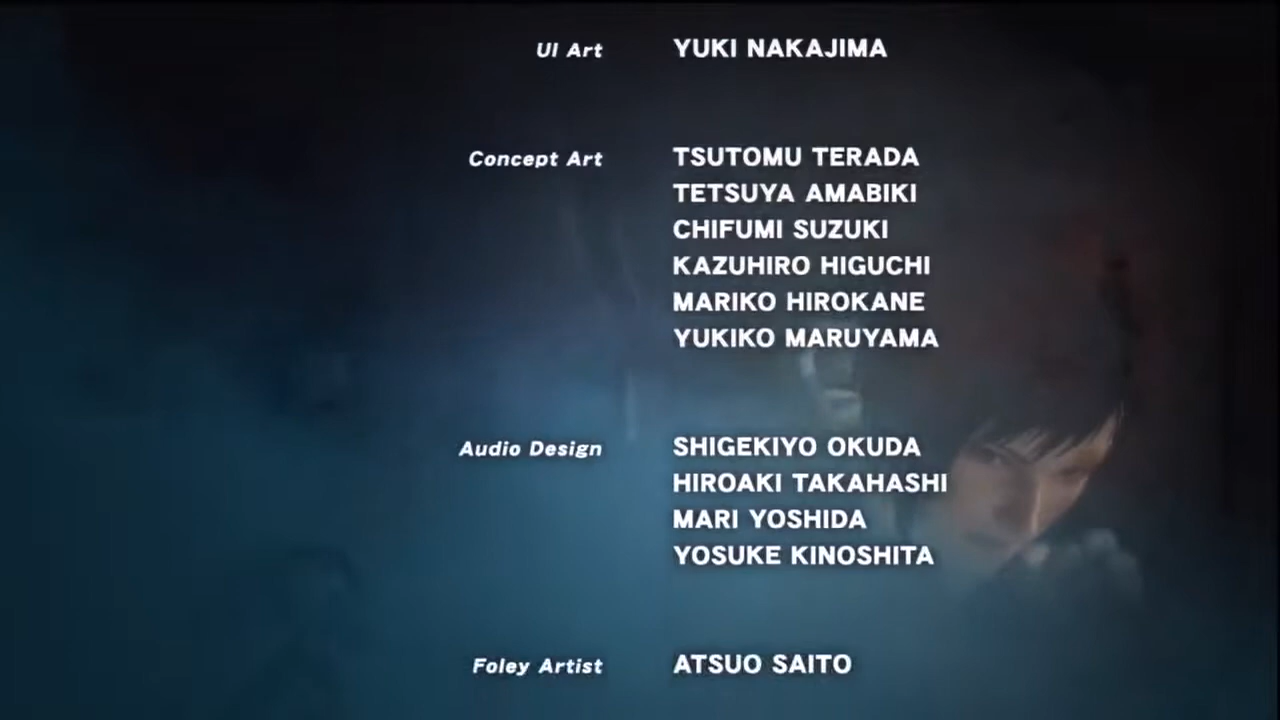 UI Art YUKI NAKAJIMA
Concept Art TSUTOMU TERADA
TETSUYA AMABIKI
CHIFUMI SUZUKI
KAZUHIRO HIGUCHI
MARIKO HIROKANE
YUKIKO MARUYAMA
Audio Design SHIGEKIYO OKUDA
HIROAKI TAKAHASHI
MARI YOSHIDA
YOSUKE KINOSHITA
Foley Artist ATSUO SAITO